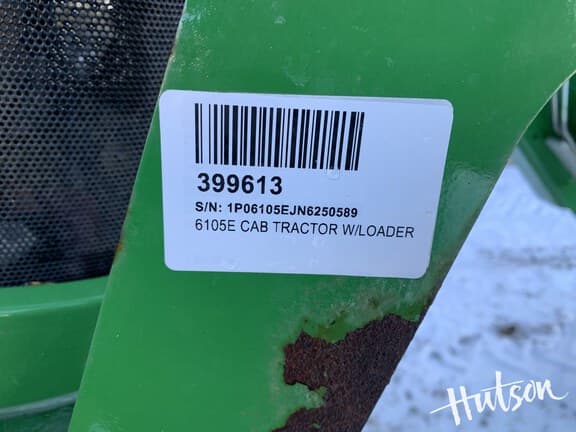 399613
S/N: 1P06105EJN6250589
6105E CAB TRACTOR W/LOADER
Hutson